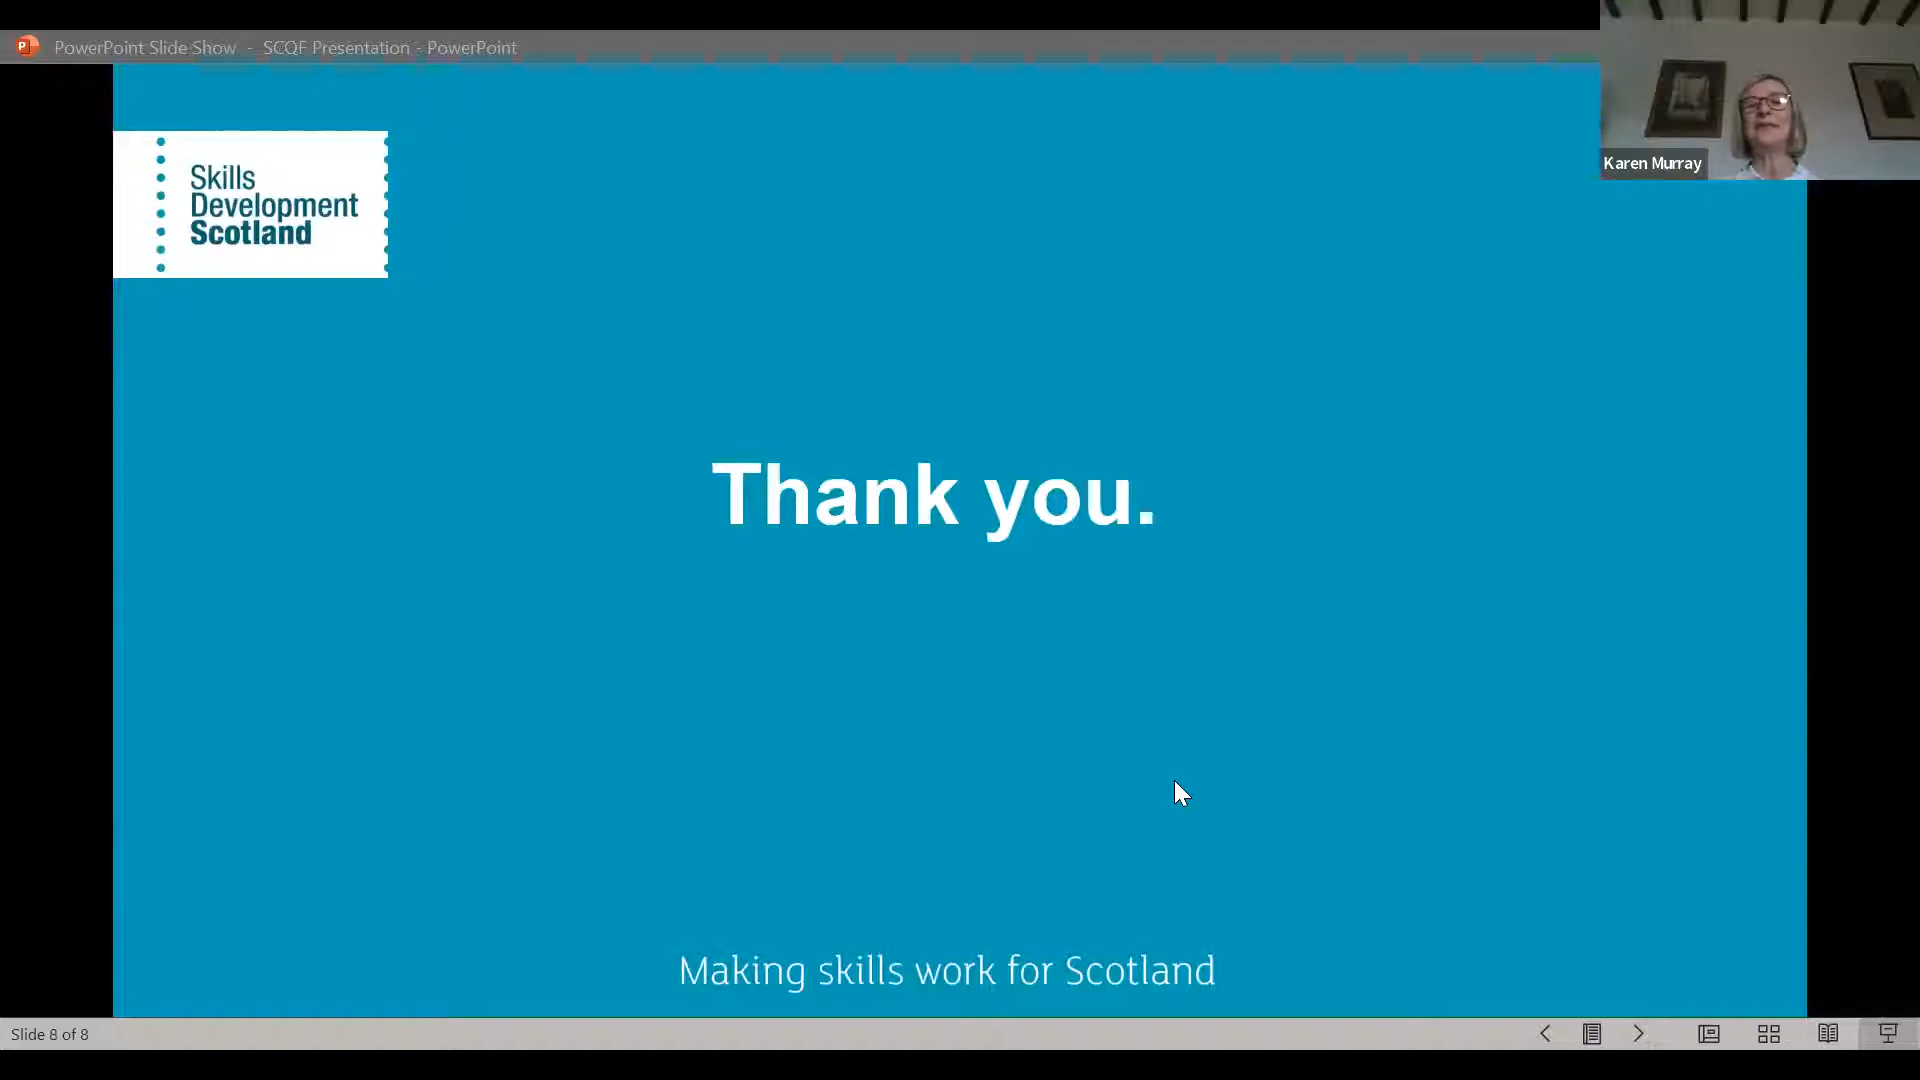 PowerPoint Slide Show - SCQF Presentation - PowerPoint
Karen Murray
Skills
Development
Scotland
Thank you.
Making skills work for Scotland
Slide 8 of 8